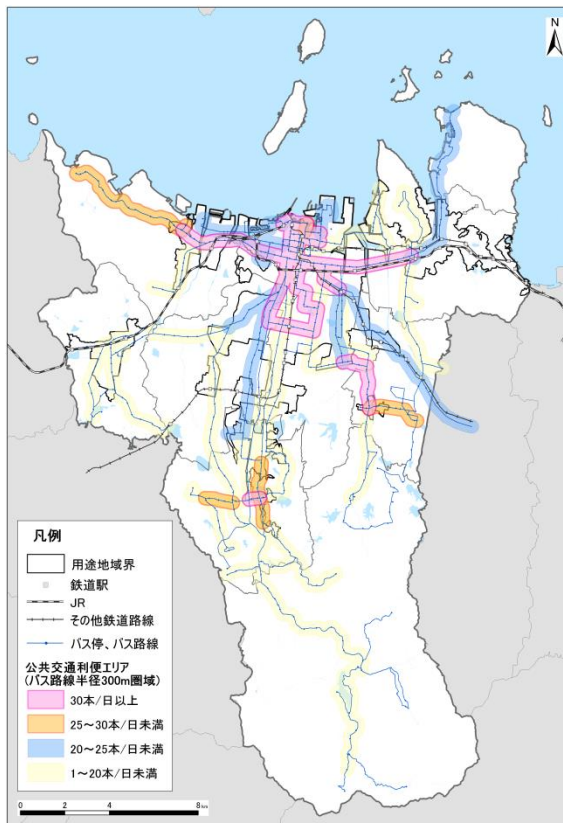 N
凡例
用途地域界
鉄道駅
JR
その他鉄道路線
バス停、バス路線
公共交通利便エリア
(バス路線半径300m圏域)
30本/日以上
25～30本/日未満
20～25本/日未満
1～20本/日未満
0 2 4 8
km